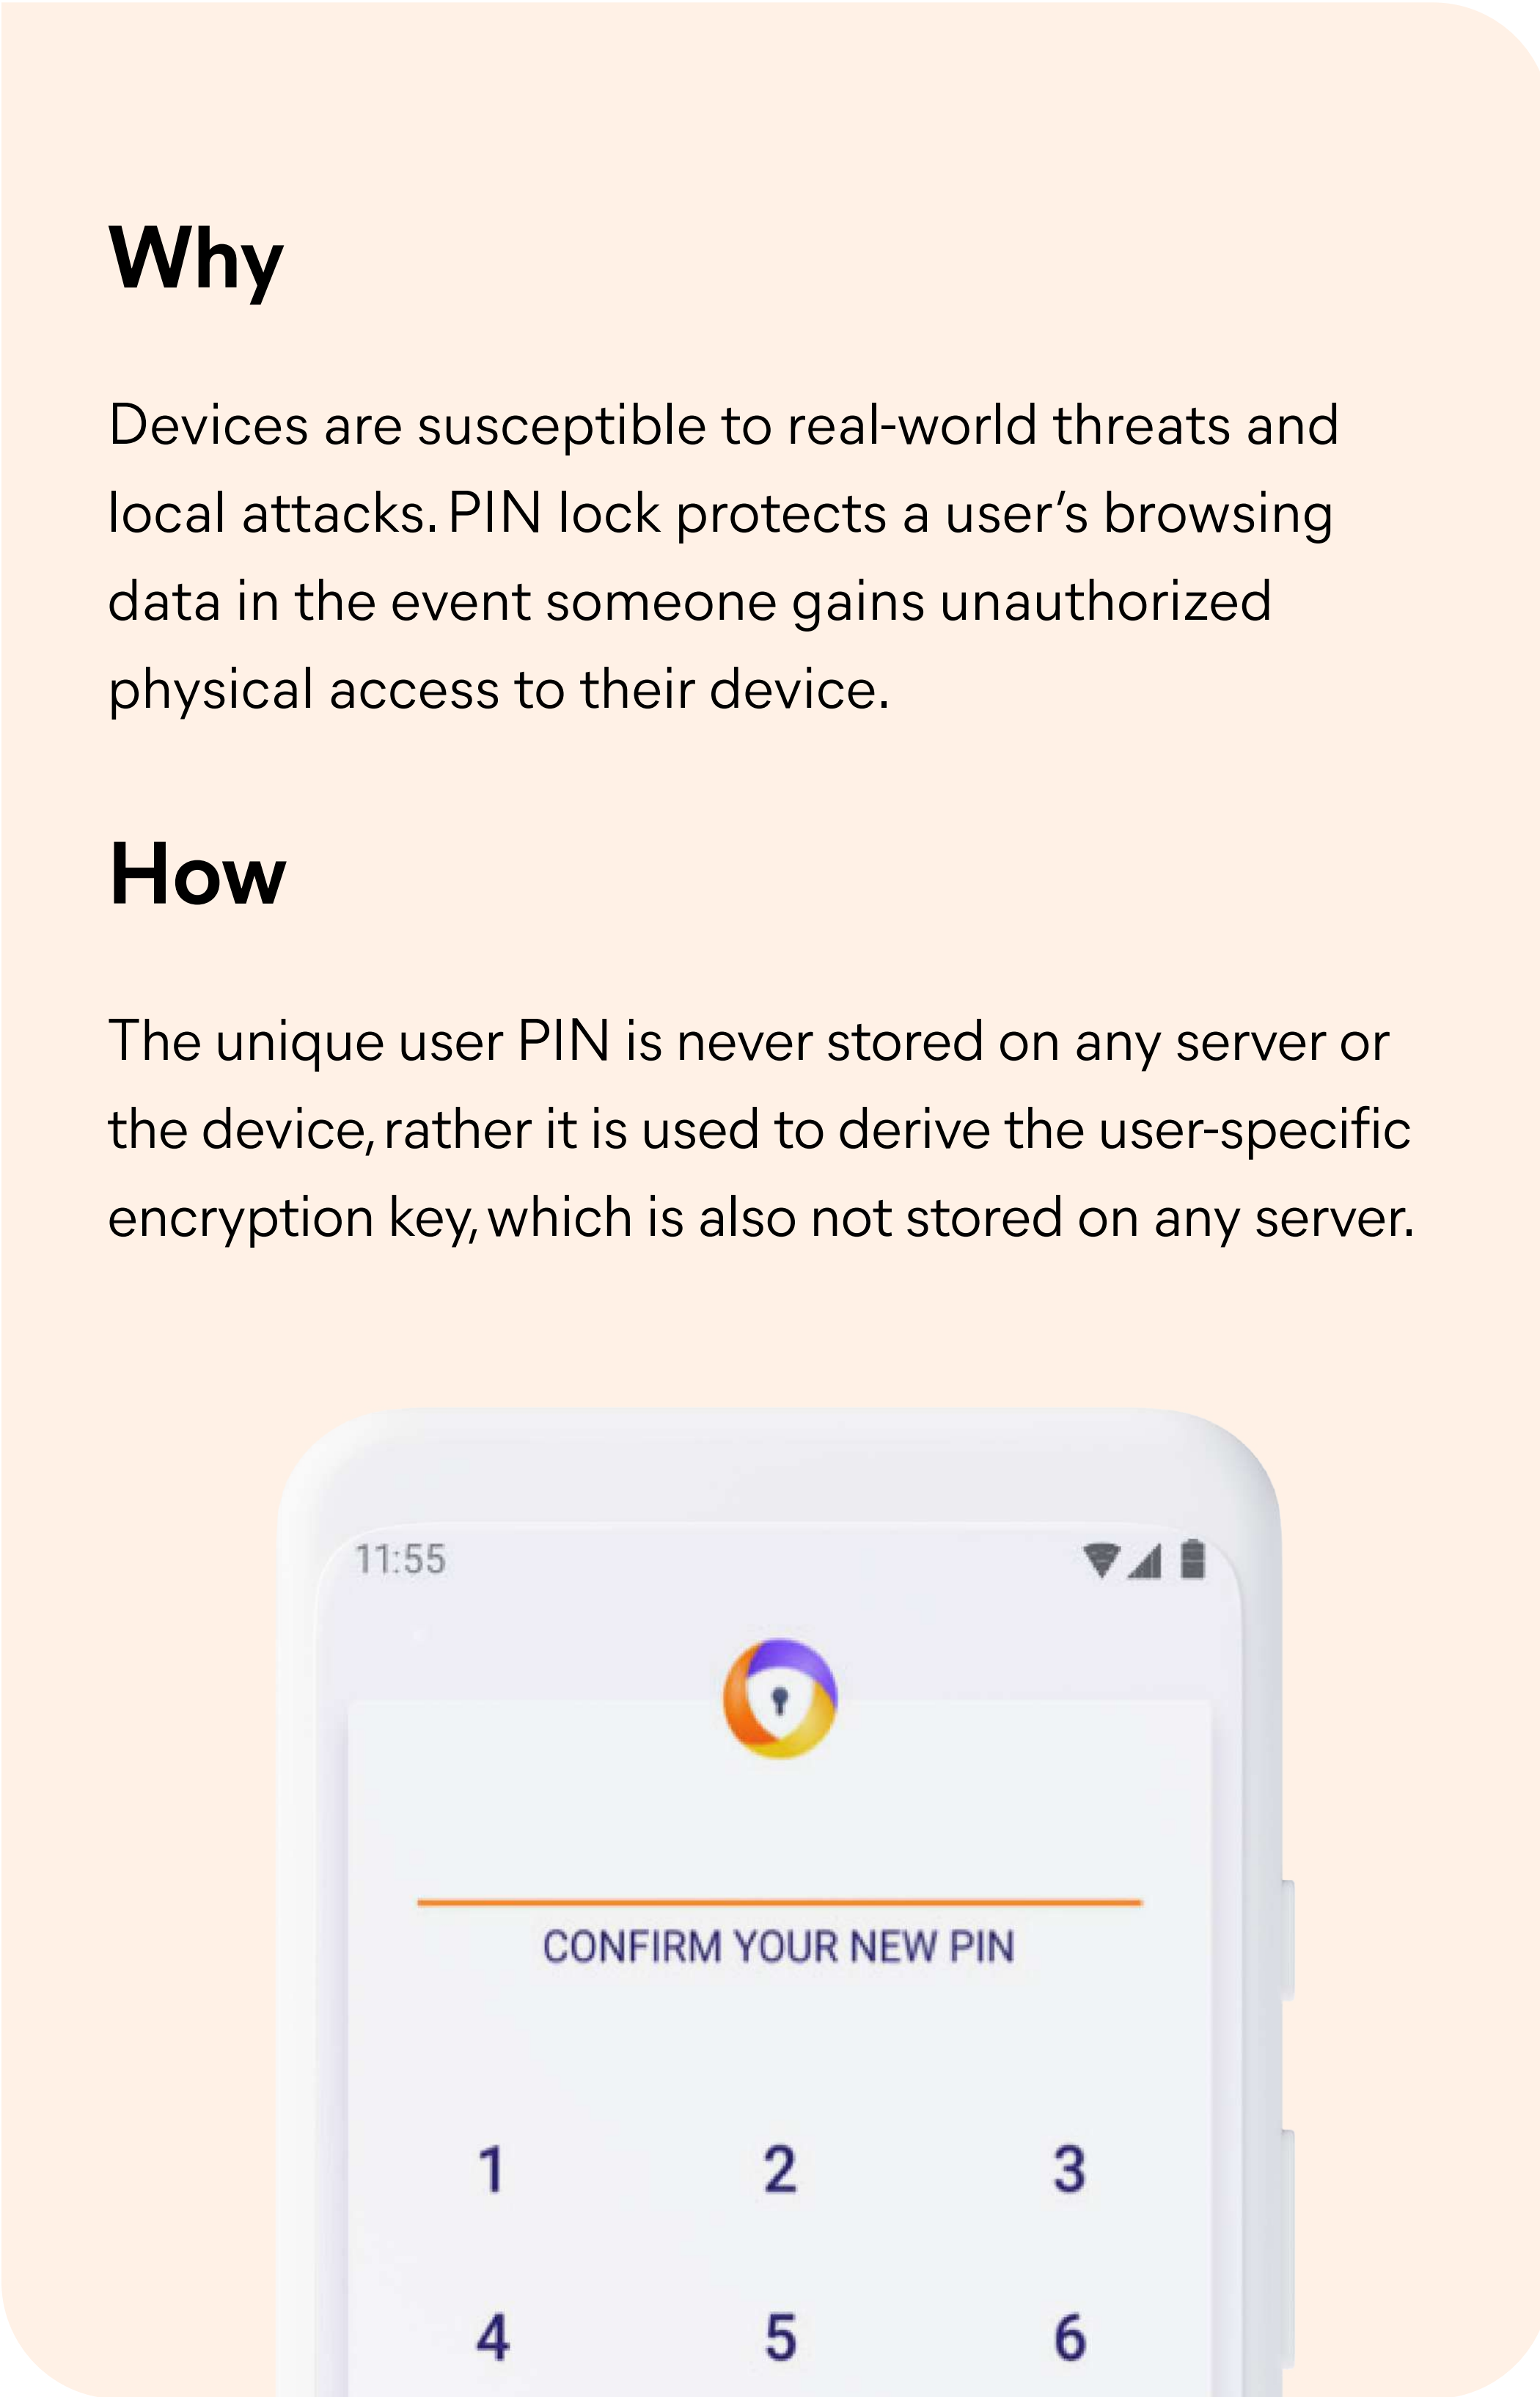 Why
Devices are susceptible to real-world threats and
local attacks. PIN lock protects a user’s browsing
data in the event someone gains unauthorized
physical access to their device.
How
The unique user PIN is never stored on any server or
the device, rather it is used to derive the user-specific
encryption key, which is also not stored on any server.
11:55
CONFIRM YOUR NEW PIN
1 2 3
4 5 6